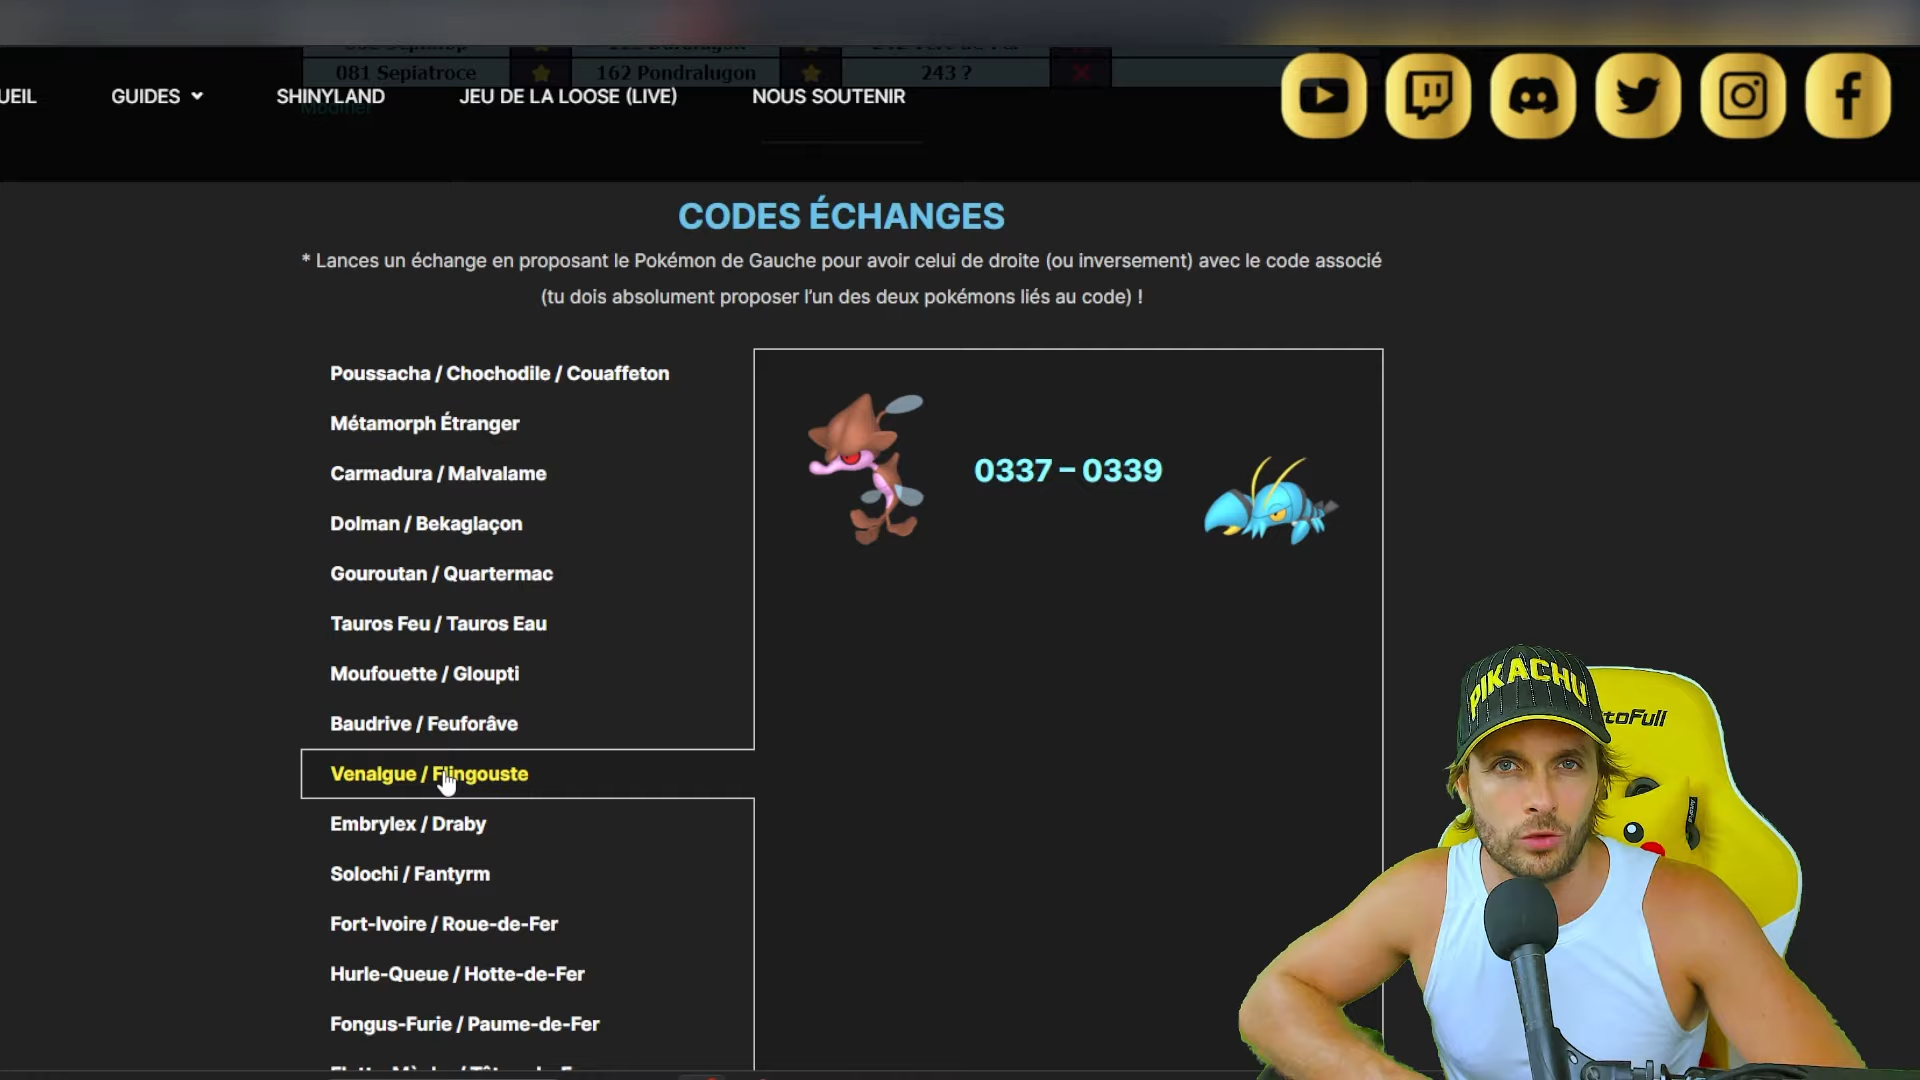 081 Sepiatroce
162 Pondralugon
243 ?
Modifier
UEIL
GUIDES
SHINYLAND
JEU DE LA LOOSE (LIVE)
NOUS SOUTENIR
CODES ÉCHANGES
* Lances un échange en proposant le Pokémon de Gauche pour avoir celui de droite (ou inversement) avec le code associé
(tu dois absolument proposer l'un des deux pokémons liés au code) !
Poussacha / Chochodile / Couaffeton
Métamorph Étranger
Carmadura / Malvalame
Dolman / Bekaglaçon
Gouroutan / Quartermac
Tauros Feu / Tauros Eau
Moufouette / Gloupti
Baudrive / Feuforâve
Venalgue / Flingouste
Embrylex / Draby
Solochi / Fantyrm
Fort-Ivoire / Roue-de-Fer
Hurle-Queue / Hotte-de-Fer
Fongus-Furie / Paume-de-Fer
0337 – 0339
PIKACHU
toFull